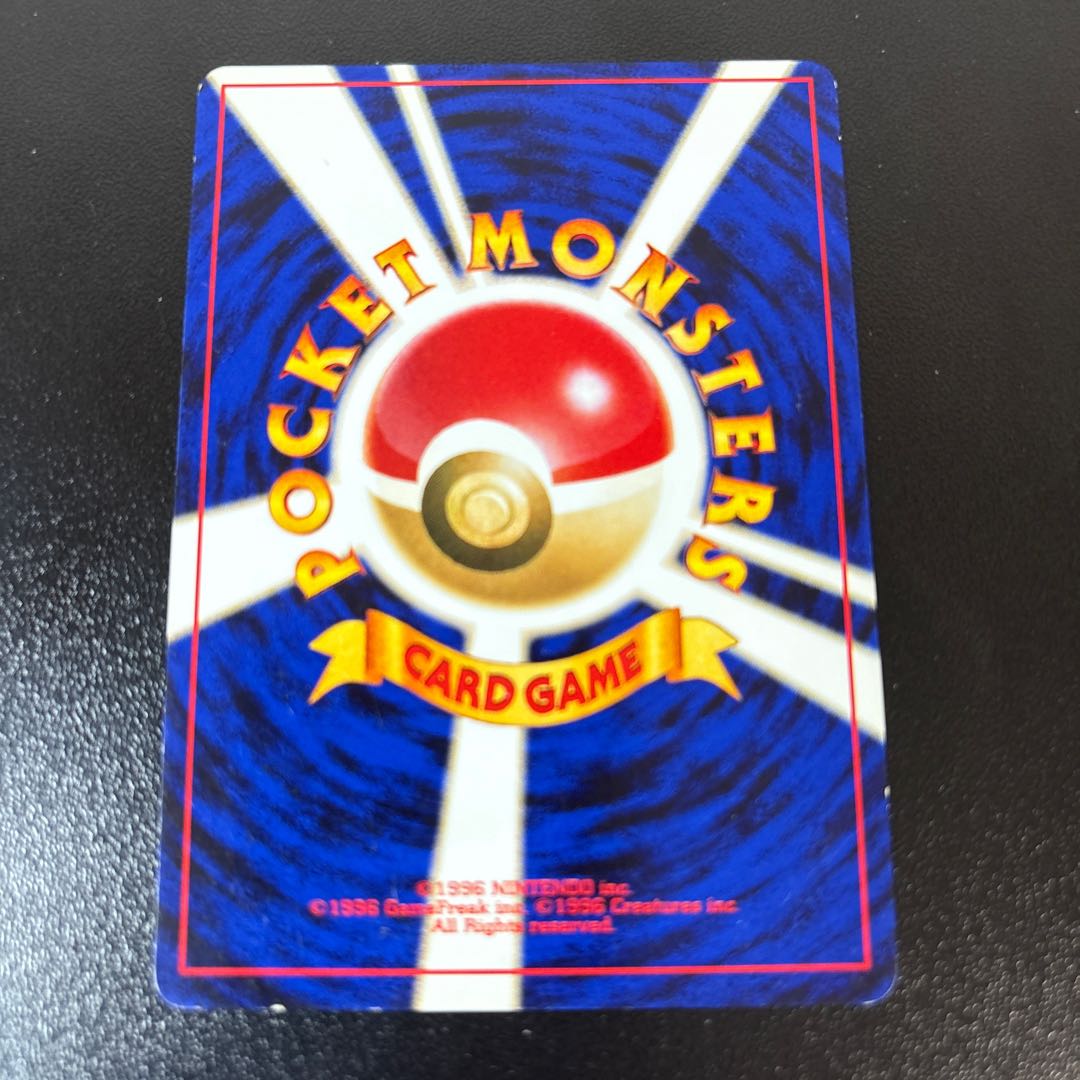 POCKET MONSTERS
CARD GAME
©1996 NINTENDO inc.
©1996 GameFreak inc. ©1996 Creatures inc
All Rights reserved.